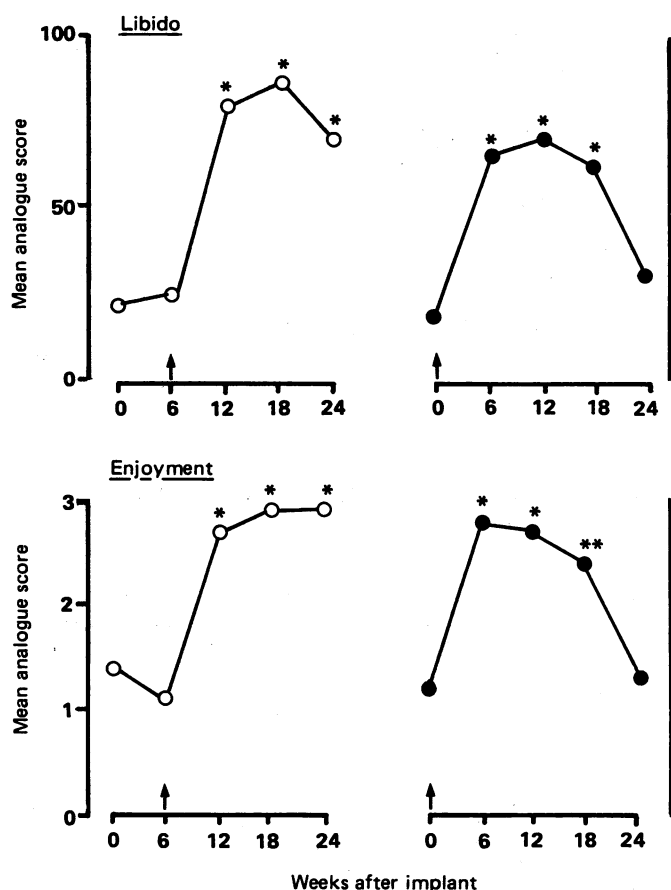 Libido
100
50
0
Mean analogue score
* * *
* * *
0 6 12 18 24
0 6 12 18 24
Enjoyment
3
2
1
0
Mean analogue score
* * *
* * **
0 6 12 18 24
0 6 12 18 24
Weeks after implant